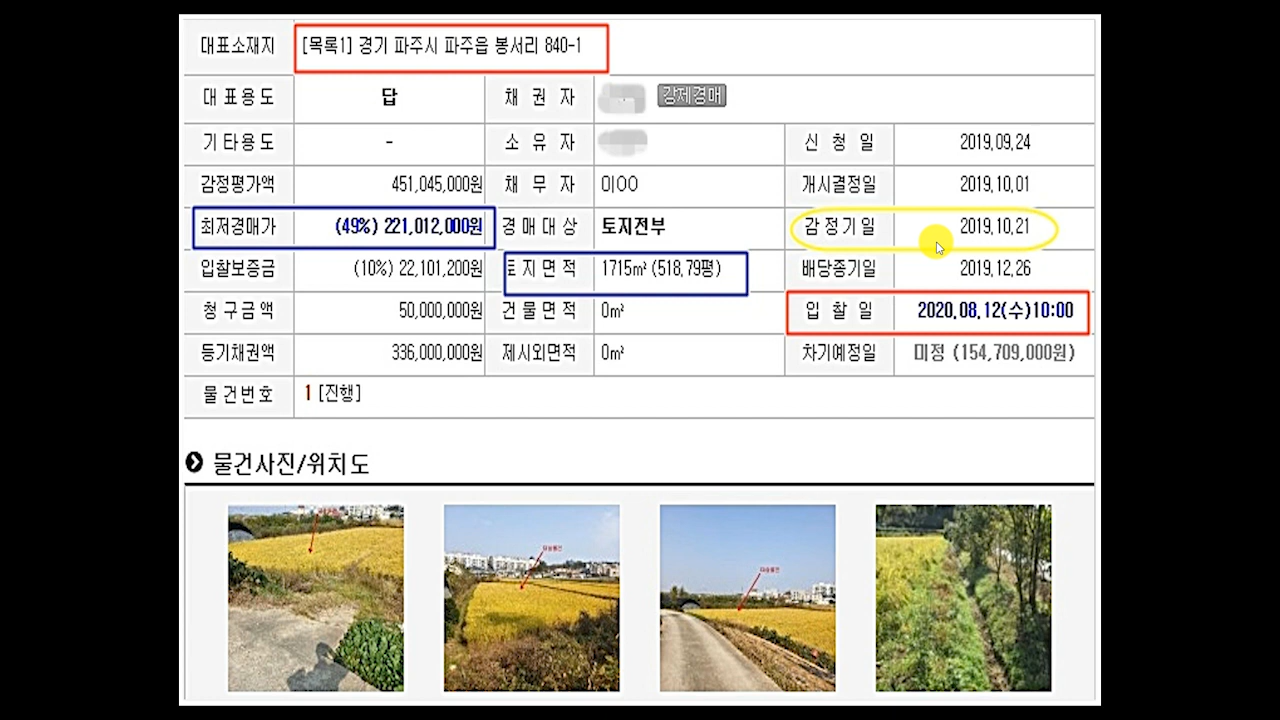 대표소재지 [목록1] 경기 파주시 파주읍 봉서리 840-1
대표용도 답 채권자 강제경매
기타용도 - 소유자 신청일 2019.09.24
감정평가액 451,045,000원 채무자 이OO 개시결정일 2019.10.01
최저경매가 (49%) 221,012,000원 경매대상 토지전부 감정기일 2019.10.21
입찰보증금 (10%) 22,101,200원 토지면적 1715㎡ (518.79평) 배당종기일 2019.12.26
청구금액 50,000,000원 건물면적 0㎡ 입찰일 2020.08.12(수)10:00
등기채권액 336,000,000원 제시외면적 0㎡ 차기예정일 미정 (154,709,000원)
물건번호 1 [진행]
물건사진/위치도